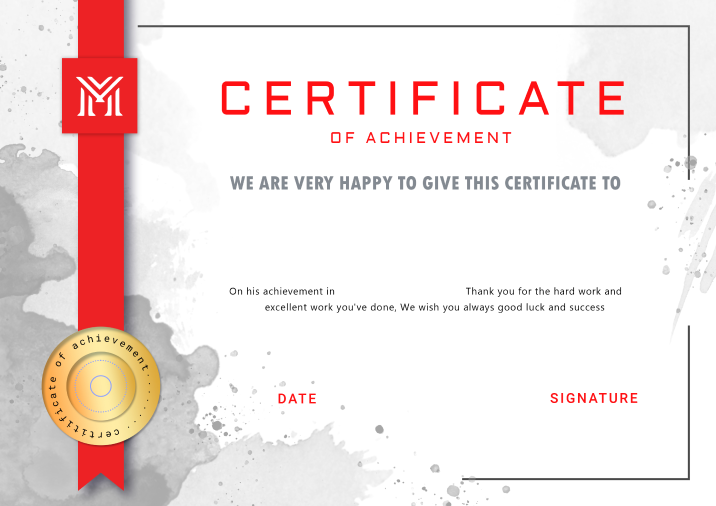 CERTIFICATE
OF ACHIEVEMENT
WE ARE VERY HAPPY TO GIVE THIS CERTIFICATE TO
On his achievement in Thank you for the hard work and
excellent work you've done, We wish you always good luck and success
certificate of achievement.......
DATE
SIGNATURE